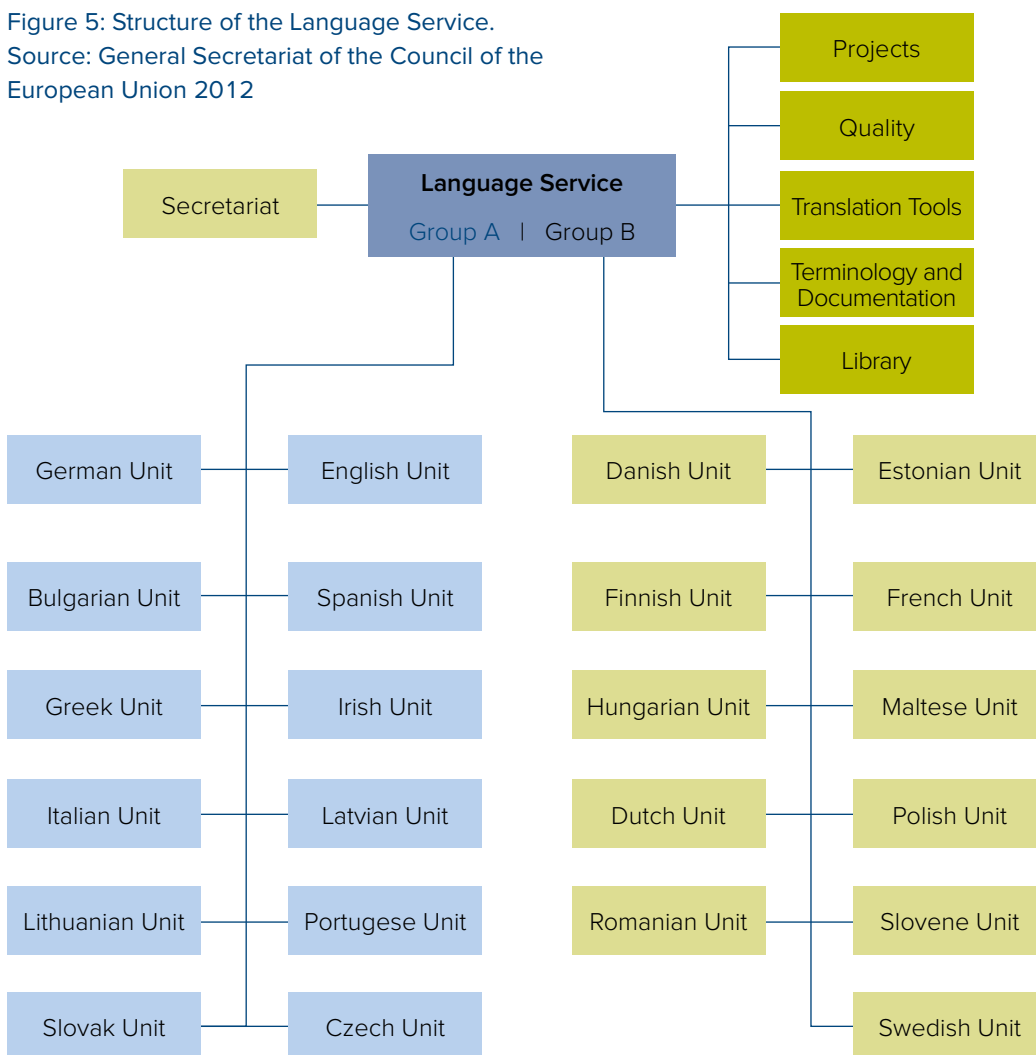 Figure 5: Structure of the Language Service.
Source: General Secretariat of the Council of the
European Union 2012
Projects
Quality
Translation Tools
Terminology and
Documentation
Library
Secretariat
Language Service
Group A | Group B
German Unit
English Unit
Bulgarian Unit
Spanish Unit
Greek Unit
Irish Unit
Italian Unit
Latvian Unit
Lithuanian Unit
Portugese Unit
Slovak Unit
Czech Unit
Danish Unit
Estonian Unit
Finnish Unit
French Unit
Hungarian Unit
Maltese Unit
Dutch Unit
Polish Unit
Romanian Unit
Slovene Unit
Swedish Unit